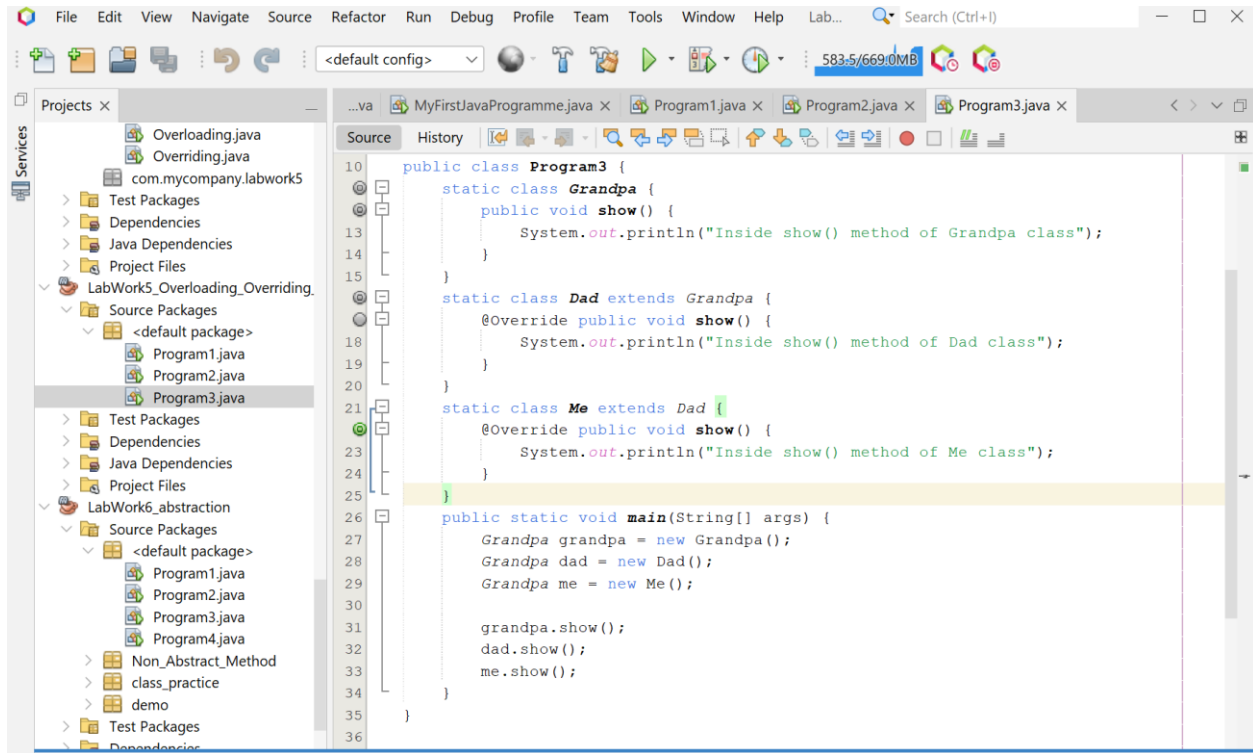 File Edit View Navigate Source Refactor Run Debug Profile Team Tools Window Help Lab... Search (Ctrl+I)
<default config> 583.5/669.0MB
Projects
...va MyFirstJavaProgramme.java Program1.java Program2.java Program3.java
Services
Overloading.java
Overriding.java
com.mycompany.labwork5
Test Packages
Dependencies
Java Dependencies
Project Files
LabWork5_Overloading_Overriding_
Source Packages
<default package>
Program1.java
Program2.java
Program3.java
Test Packages
Dependencies
Java Dependencies
Project Files
LabWork6_abstraction
Source Packages
<default package>
Program1.java
Program2.java
Program3.java
Program4.java
Non_Abstract_Method
class_practice
demo
Test Packages
Dependencies
Source History
10 public class Program3 {
static class Grandpa {
public void show() {
13 System.out.println("Inside show() method of Grandpa class");
14 }
15 }
static class Dad extends Grandpa {
@Override public void show() {
18 System.out.println("Inside show() method of Dad class");
19 }
20 }
21 static class Me extends Dad {
@Override public void show() {
23 System.out.println("Inside show() method of Me class");
24 }
25 }
26 public static void main(String[] args) {
27 Grandpa grandpa = new Grandpa();
28 Grandpa dad = new Dad();
29 Grandpa me = new Me();
30
31 grandpa.show();
32 dad.show();
33 me.show();
34 }
35 }
36